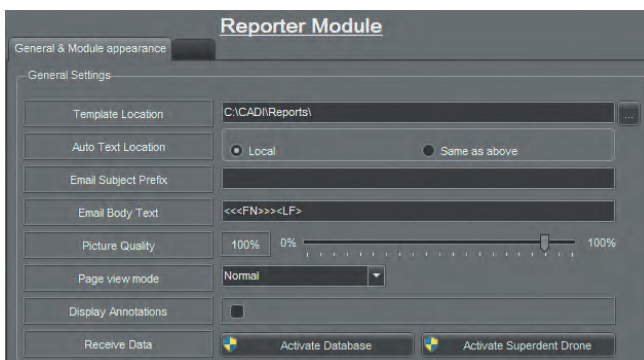 Reporter Module
General & Module appearance
General Settings
Template Location C:\CADI\Reports\ ...
Auto Text Location Local Same as above
Email Subject Prefix
Email Body Text <<<FN>>><LF>
Picture Quality 100% 0% 100%
Page view mode Normal
Display Annotations
Receive Data Activate Database Activate Superdent Drone